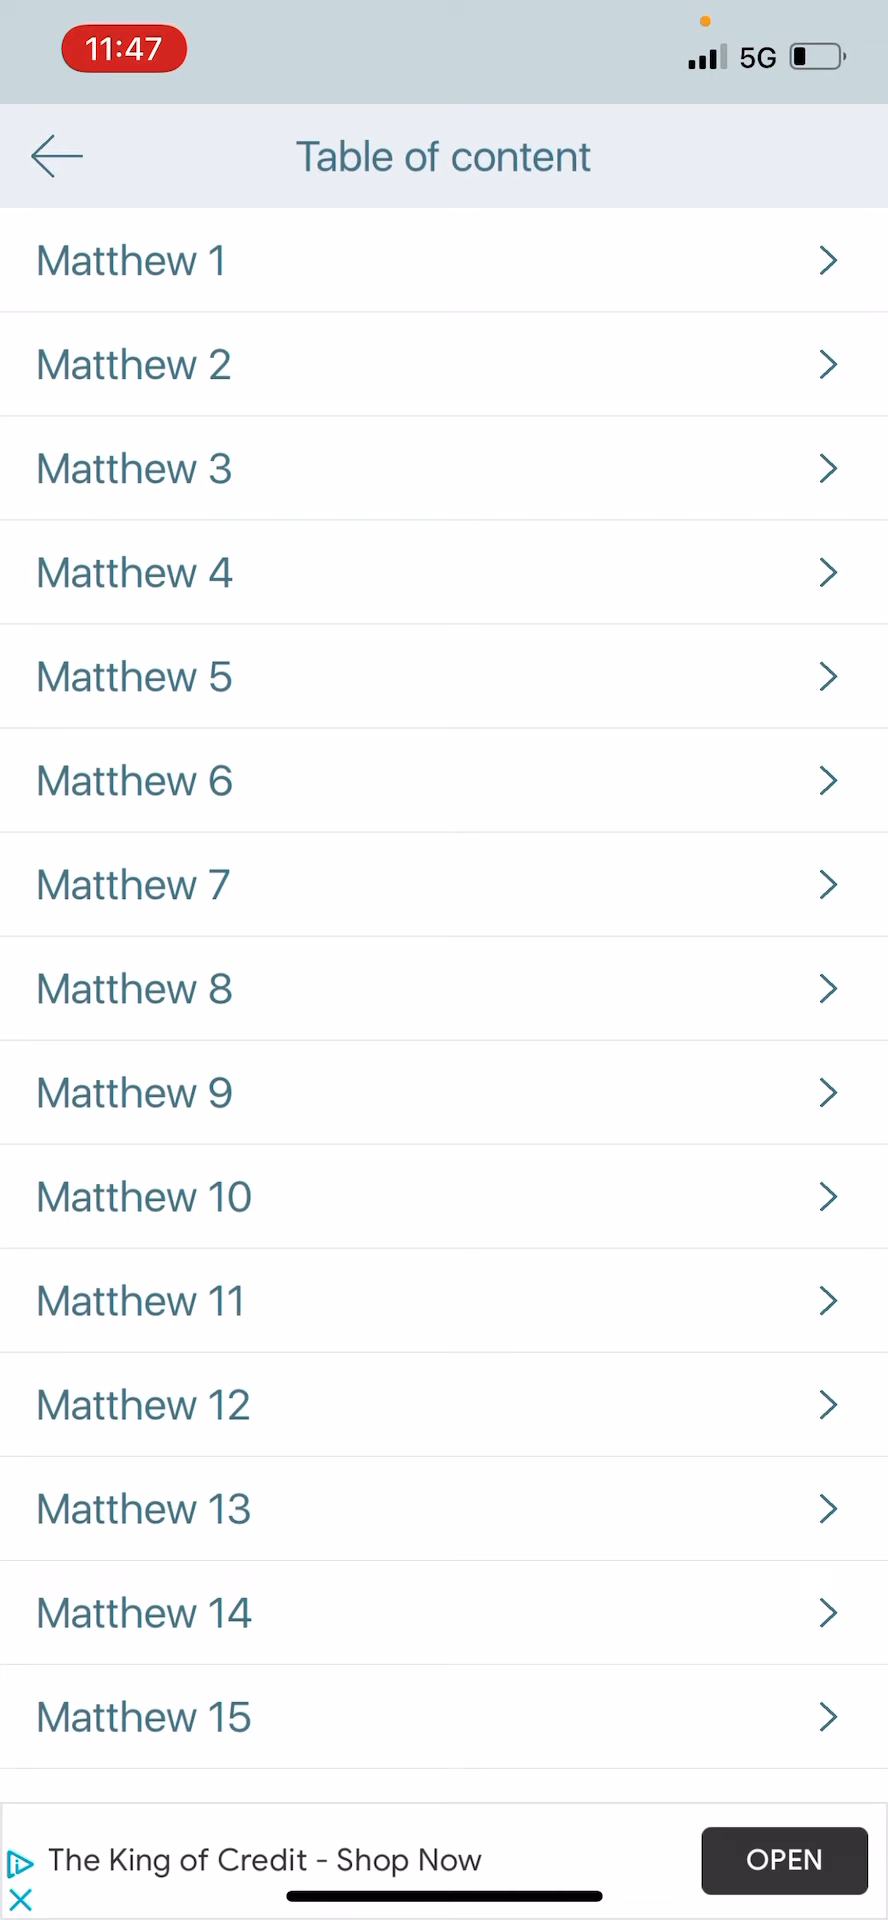 11:47
5G
Table of content
Matthew 1
Matthew 2
Matthew 3
Matthew 4
Matthew 5
Matthew 6
Matthew 7
Matthew 8
Matthew 9
Matthew 10
Matthew 11
Matthew 12
Matthew 13
Matthew 14
Matthew 15
The King of Credit - Shop Now
OPEN